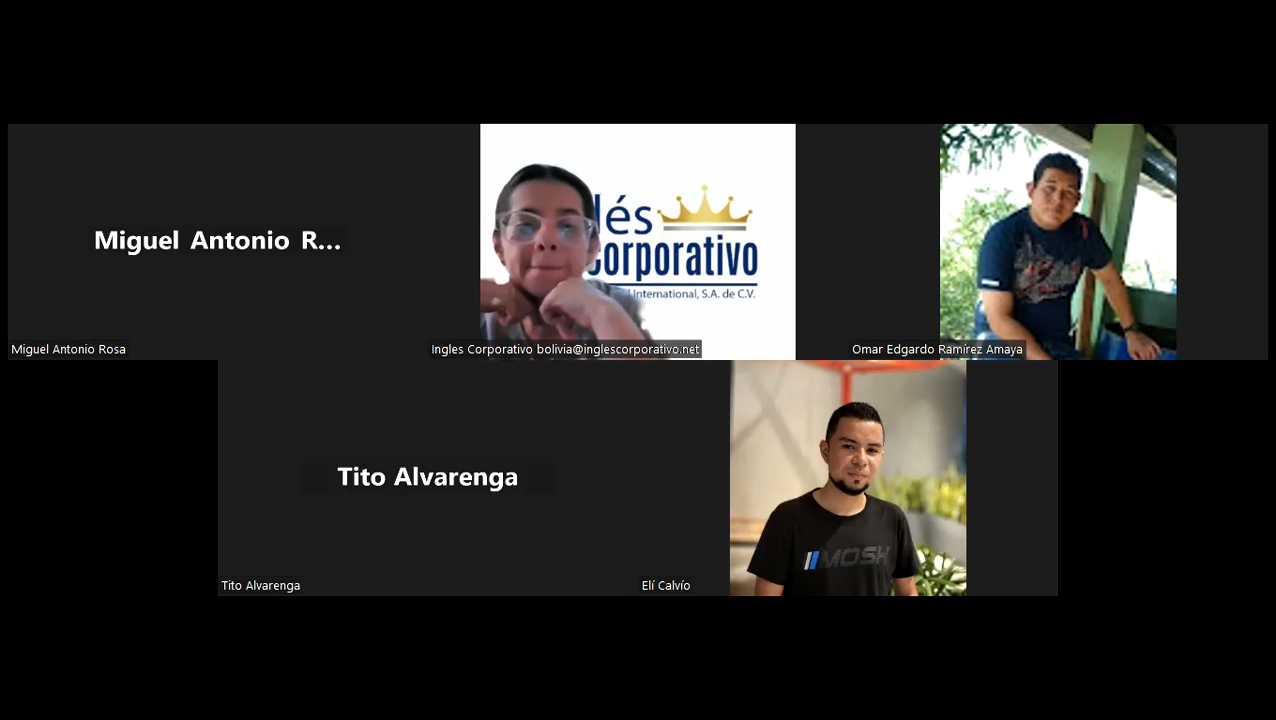 Miguel Antonio R...
Miguel Antonio Rosa
lés
corporativo
International, S.A. de C.V.
Ingles Corporativo bolivia@inglescorporativo.net
Omar Edgardo Ramírez Amaya
Tito Alvarenga
Tito Alvarenga
MOSH
Elí Calvío